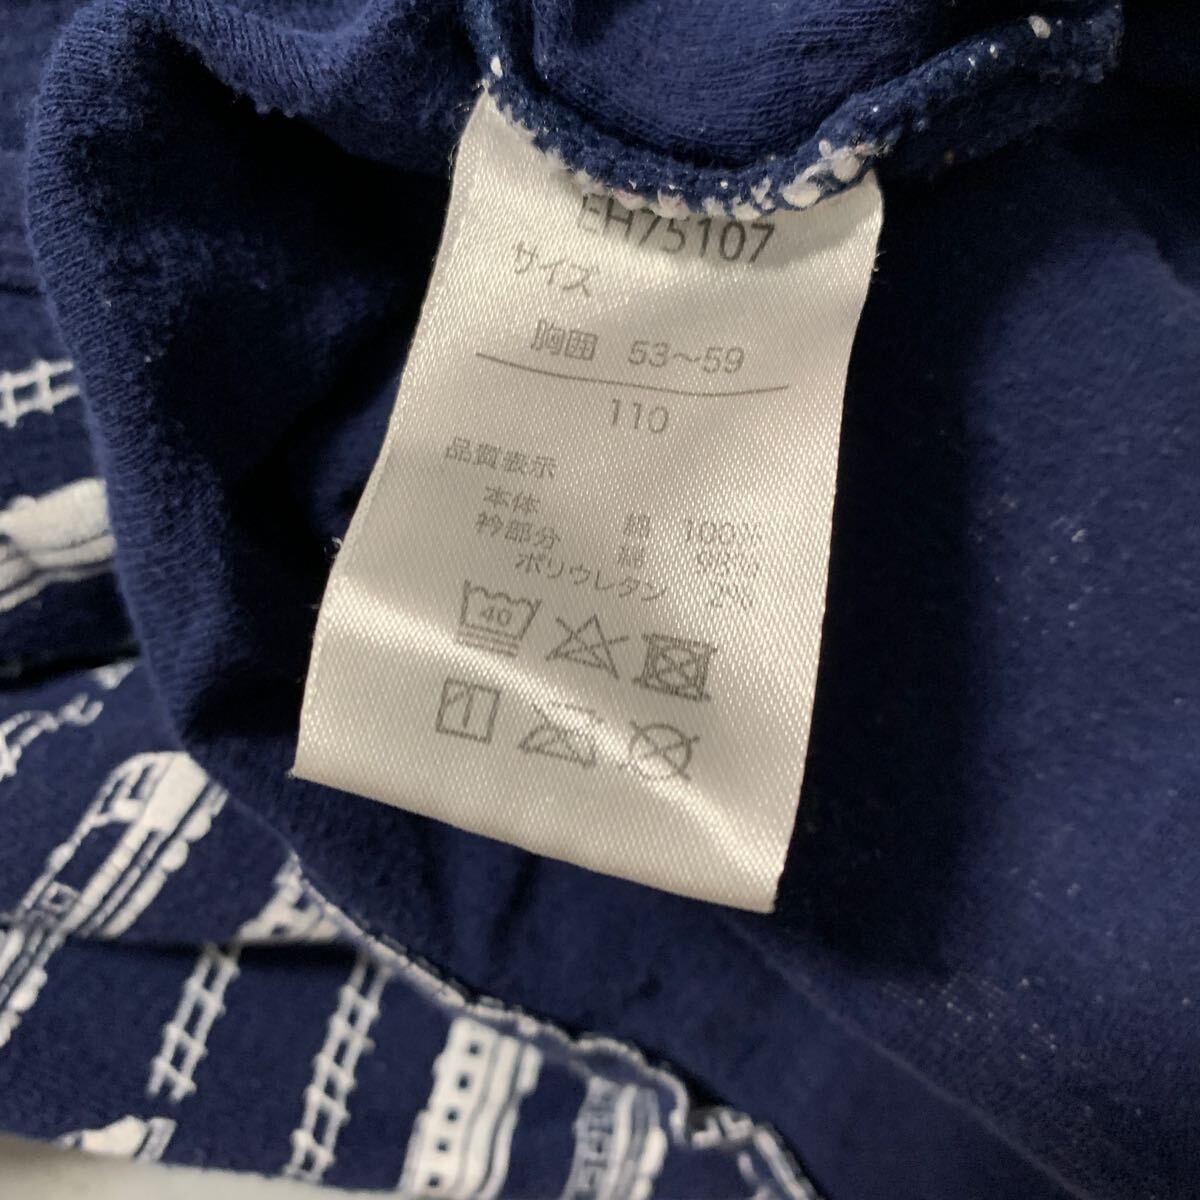 EH75107
サイズ
胸囲 53～59
110
品質表示
本体 綿 100%
衿部分 綿 98%
ポリウレタン 2%
40